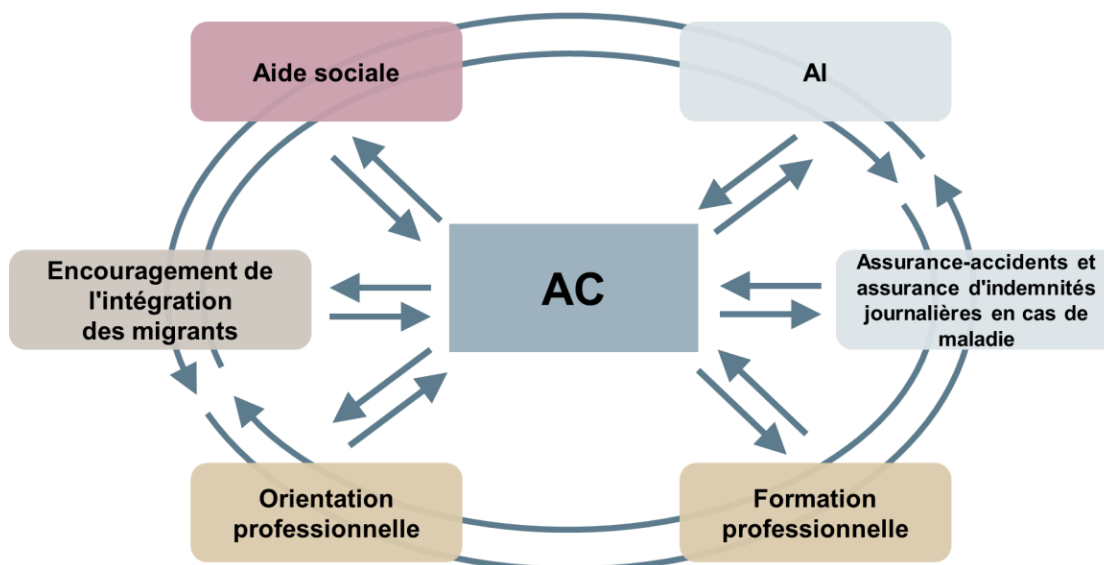 Aide sociale
AI
AC
Encouragement de
l'intégration
des migrants
Assurance-accidents et
assurance d'indemnités
journalières en cas de
maladie
Orientation
professionnelle
Formation
professionnelle